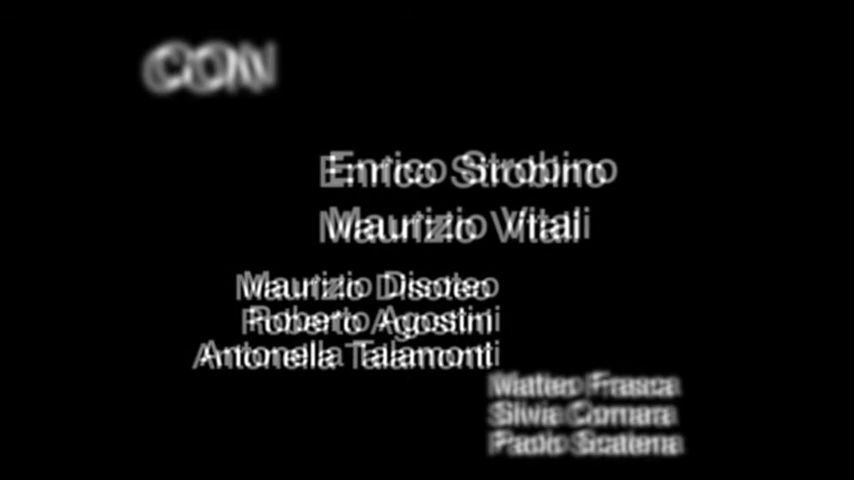 CON
Enrico Strobino
Maurizio Vitali
Maurizio Disoteo
Roberto Agostini
Antonella Talamonti
Matteo Frasca
Silvia Cornara
Paolo Scatena